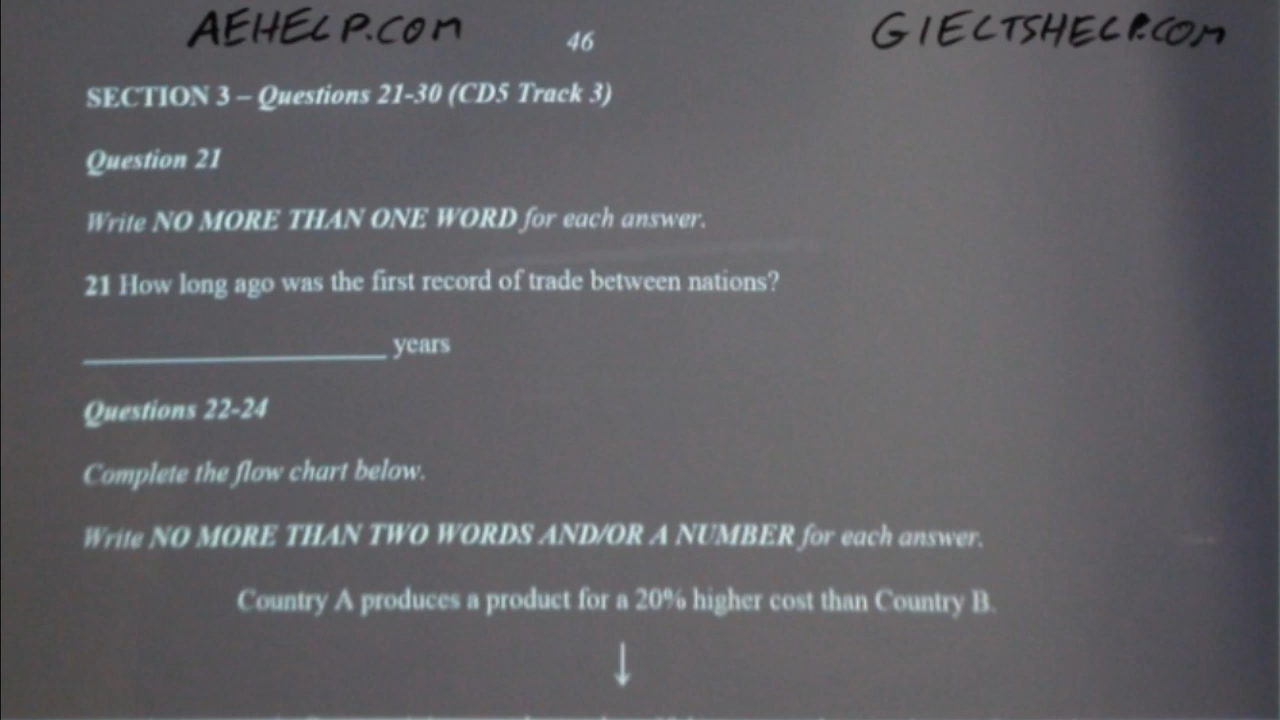 AEHELP.COM
46
GIELTSHELP.COM
SECTION 3 – Questions 21-30 (CD5 Track 3)
Question 21
Write NO MORE THAN ONE WORD for each answer.
21 How long ago was the first record of trade between nations?
____________________ years
Questions 22-24
Complete the flow chart below.
Write NO MORE THAN TWO WORDS AND/OR A NUMBER for each answer.
Country A produces a product for a 20% higher cost than Country B.
↓